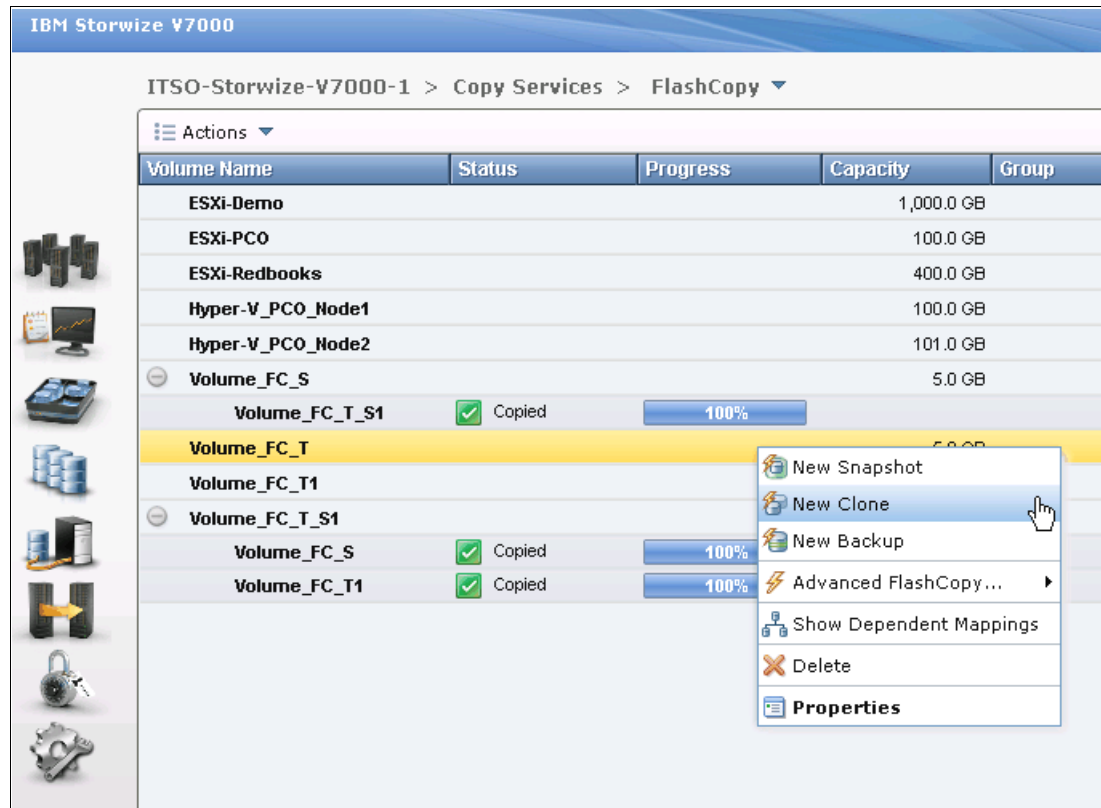 IBM Storwize V7000
ITSO-Storwize-V7000-1 > Copy Services > FlashCopy
Actions
Volume Name Status Progress Capacity Group
ESXi-Demo 1,000.0 GB
ESXi-PCO 100.0 GB
ESXi-Redbooks 400.0 GB
Hyper-V_PCO_Node1 100.0 GB
Hyper-V_PCO_Node2 101.0 GB
Volume_FC_S 5.0 GB
Volume_FC_T_S1 Copied 100%
Volume_FC_T 5.0 GB
Volume_FC_T1
Volume_FC_T_S1
Volume_FC_S Copied 100%
Volume_FC_T1 Copied 100%
New Snapshot
New Clone
New Backup
Advanced FlashCopy...
Show Dependent Mappings
Delete
Properties